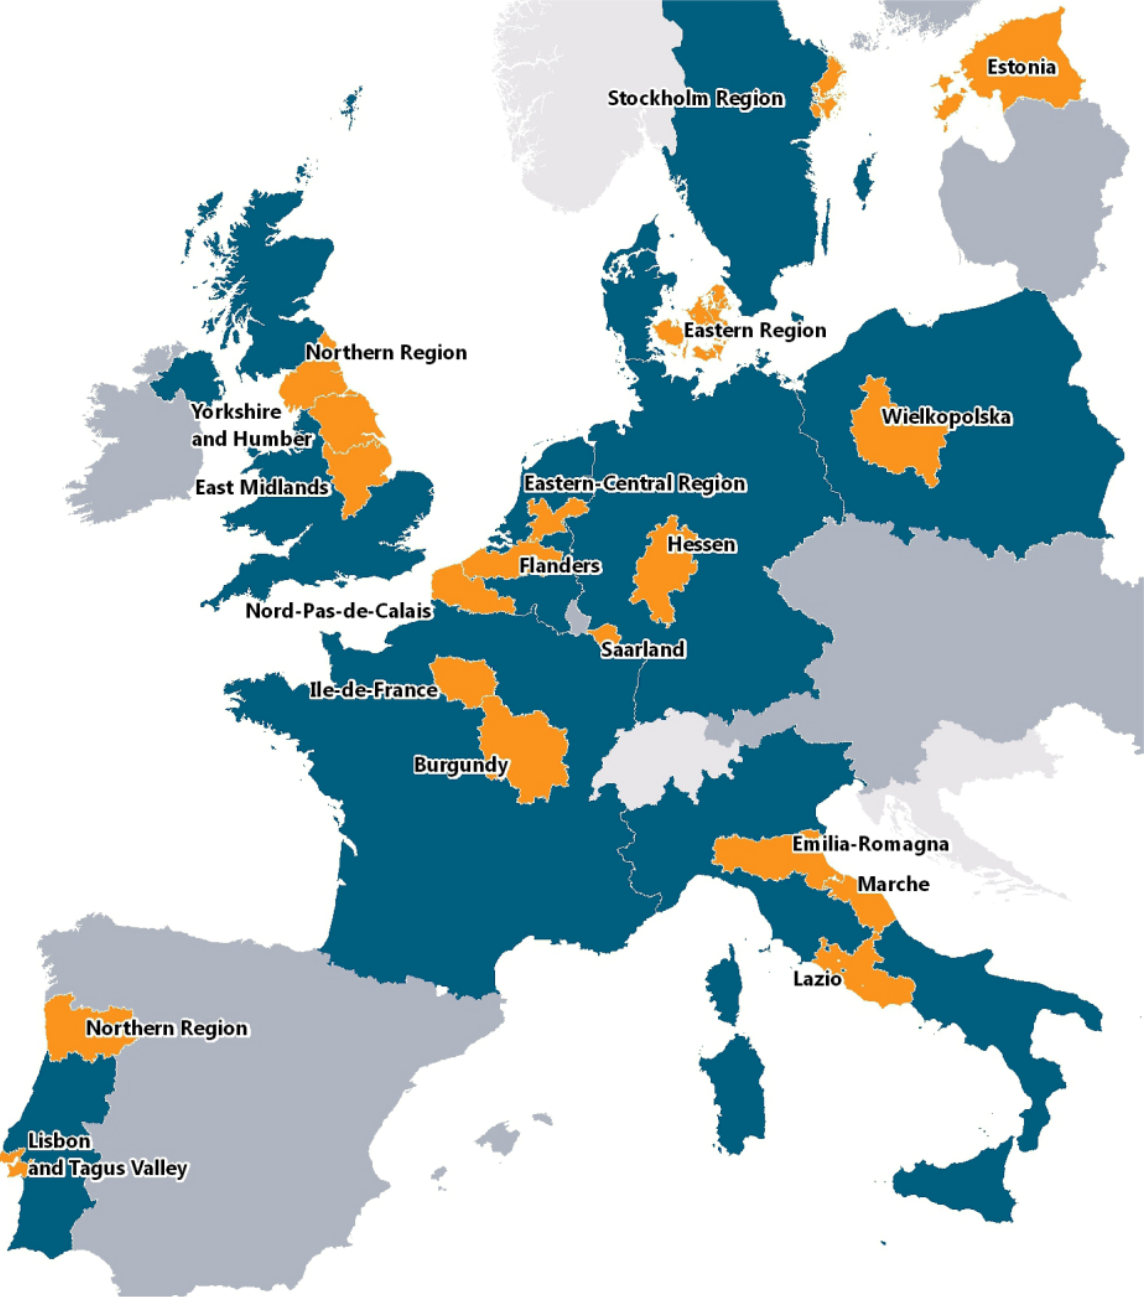 Estonia
Stockholm Region
Eastern Region
Northern Region
Yorkshire
and Humber
Wielkopolska
East Midlands
Eastern-Central Region
Hessen
Flanders
Nord-Pas-de-Calais
Saarland
Ile-de-France
Burgundy
Emilia-Romagna
Marche
Lazio
Northern Region
Lisbon
and Tagus Valley